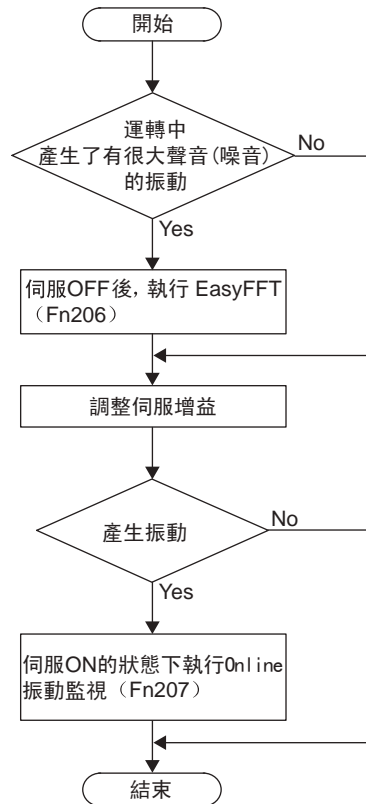 開始
運轉中
產生了有很大聲音(噪音)
的振動
No
Yes
伺服OFF後, 執行 EasyFFT
(Fn206)
調整伺服增益
產生振動
No
Yes
伺服ON的狀態下執行Online
振動監視（Fn207）
結束